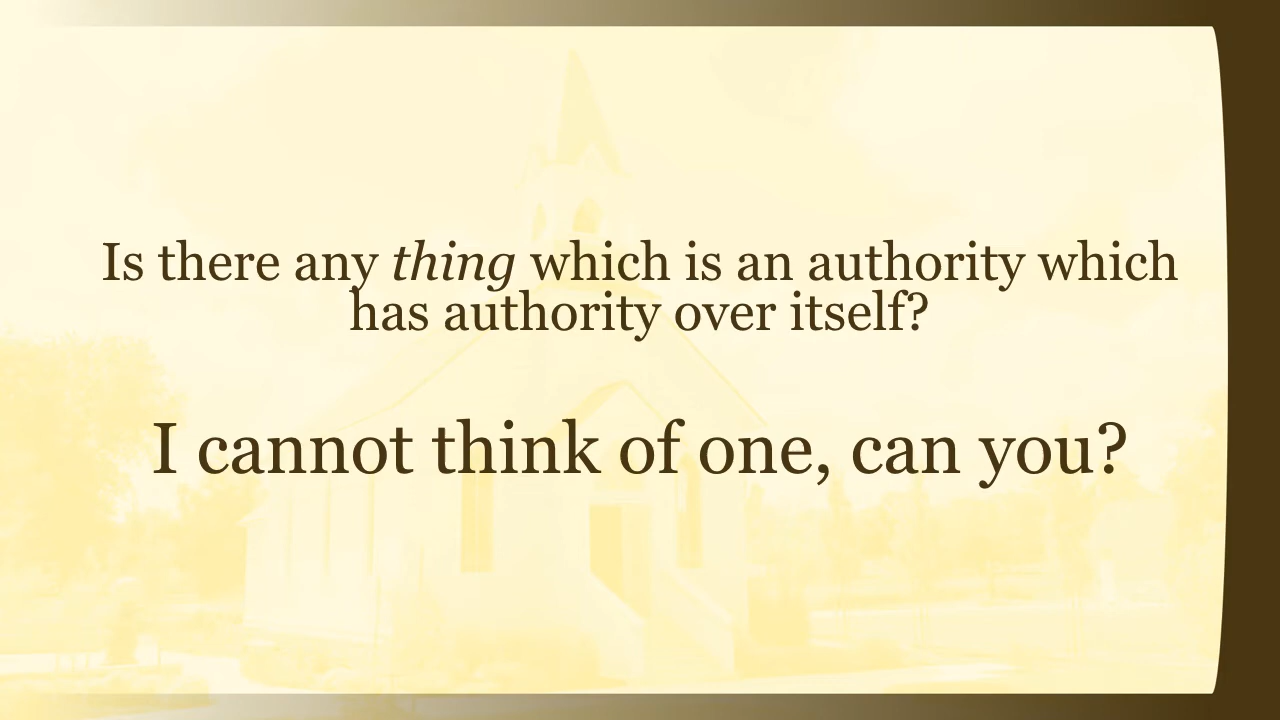 Is there any thing which is an authority which
has authority over itself?
I cannot think of one, can you?